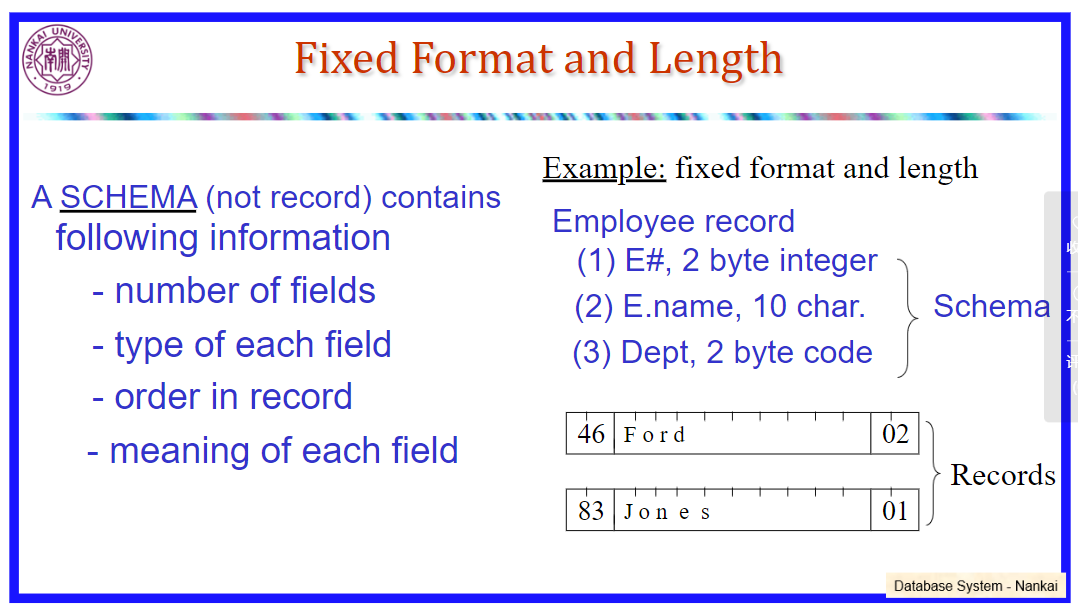 NANKAI UNIVERSITY
1919
Fixed Format and Length
A SCHEMA (not record) contains
following information
- number of fields
- type of each field
- order in record
- meaning of each field
Example: fixed format and length
Employee record
(1) E#, 2 byte integer
(2) E.name, 10 char.
(3) Dept, 2 byte code
Schema
46 Ford 02
83 Jones 01
Records
Database System - Nankai